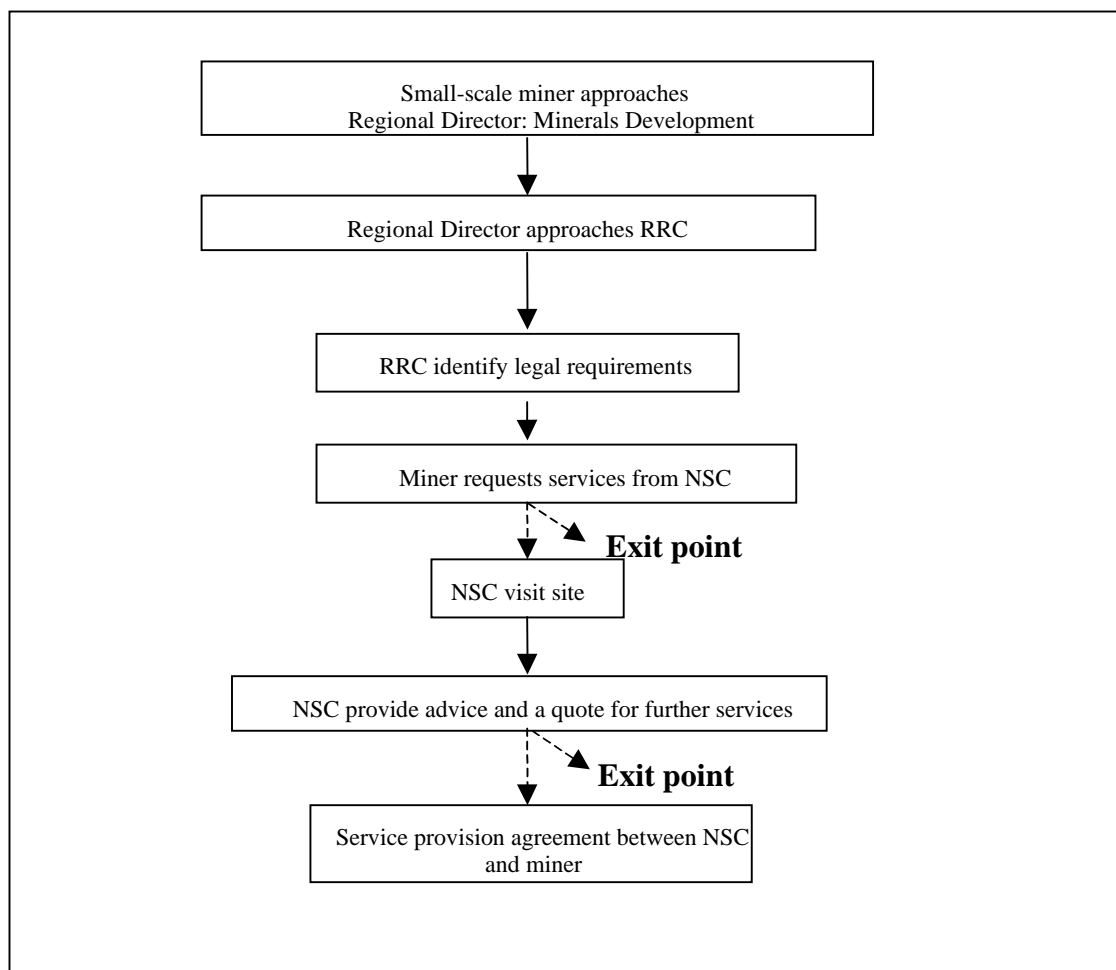 Small-scale miner approaches
Regional Director: Minerals Development
Regional Director approaches RRC
RRC identify legal requirements
Miner requests services from NSC
Exit point
NSC visit site
NSC provide advice and a quote for further services
Exit point
Service provision agreement between NSC
and miner